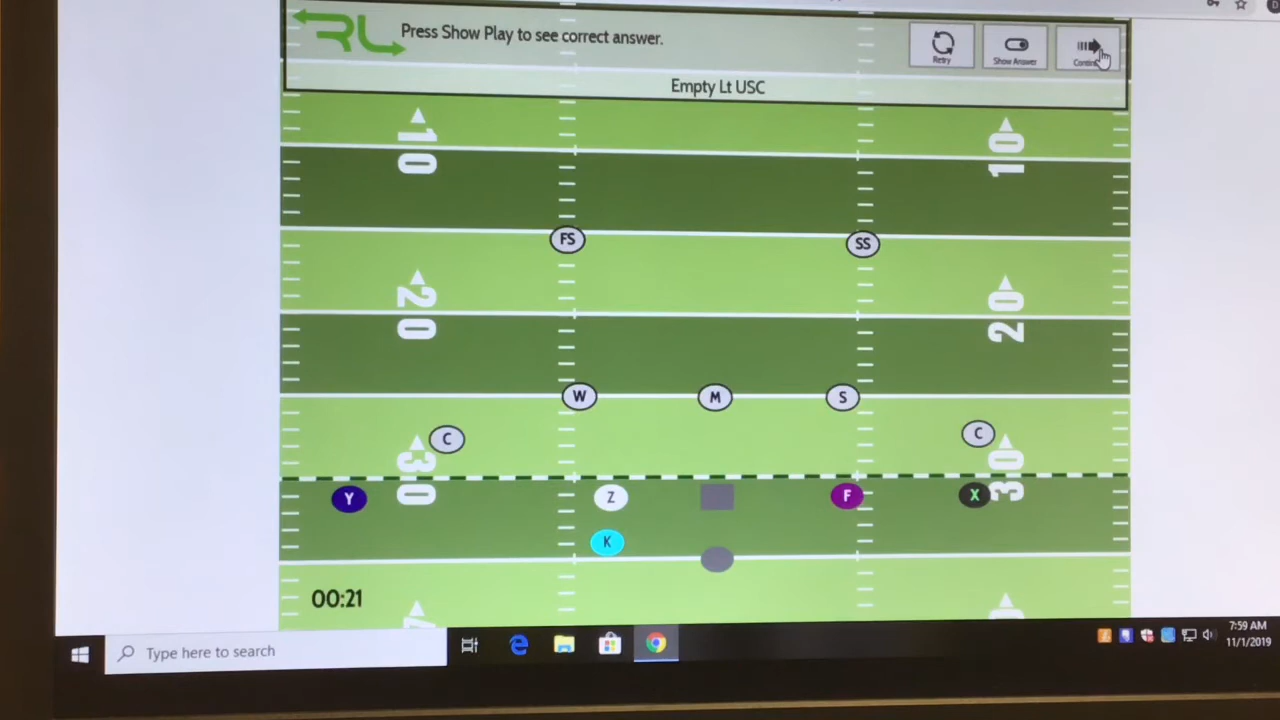 RL
Press Show Play to see correct answer.
Retry
Show Answer
Empty Lt USC
10
10
FS
SS
20
20
W
M
S
C
C
30
30
Y
Z
F
X
K
00:21
Type here to search
7:59 AM
11/1/2019